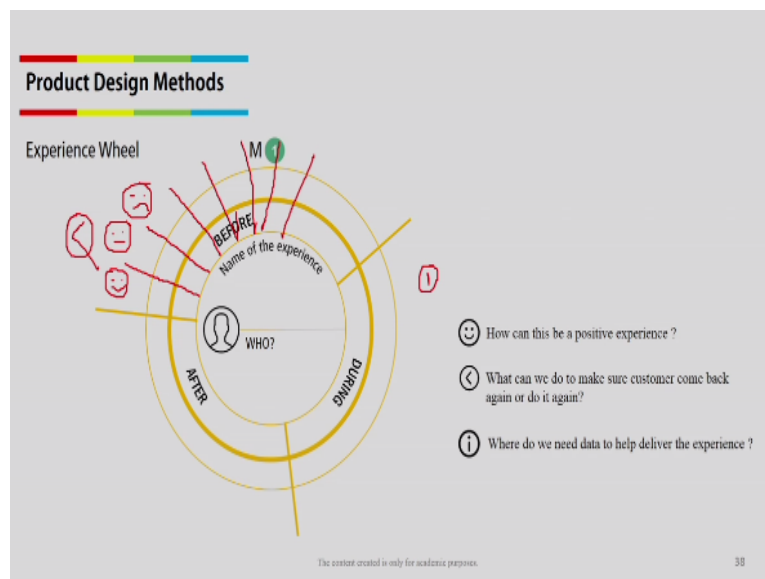 Product Design Methods
Experience Wheel
M 1
BEFORE
Name of the experience
WHO?
DURING
AFTER
How can this be a positive experience ?
What can we do to make sure customer come back
again or do it again?
i
Where do we need data to help deliver the experience ?
The content created is only for academic purposes.
38